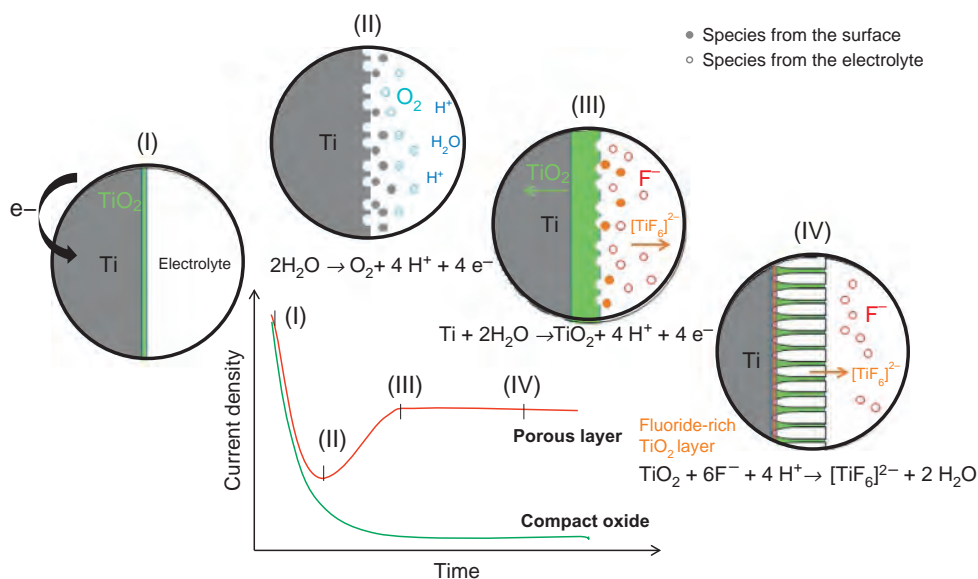 (II)
● Species from the surface
○ Species from the electrolyte
O₂
H⁺
Ti
H₂O
H⁺
(III)
(I)
TiO₂
F⁻
e–
TiO₂
Ti
[TiF₆]²⁻
(IV)
Ti
Electrolyte
2H₂O → O₂+ 4 H⁺ + 4 e⁻
F⁻
Ti + 2H₂O →TiO₂+ 4 H⁺ + 4 e⁻
Ti
[TiF₆]²⁻
(I)
(III)
(IV)
(II)
Porous layer
Fluoride-rich
TiO₂ layer
TiO₂ + 6F⁻ + 4 H⁺ → [TiF₆]²⁻ + 2 H₂O
Compact oxide
Current density
Time